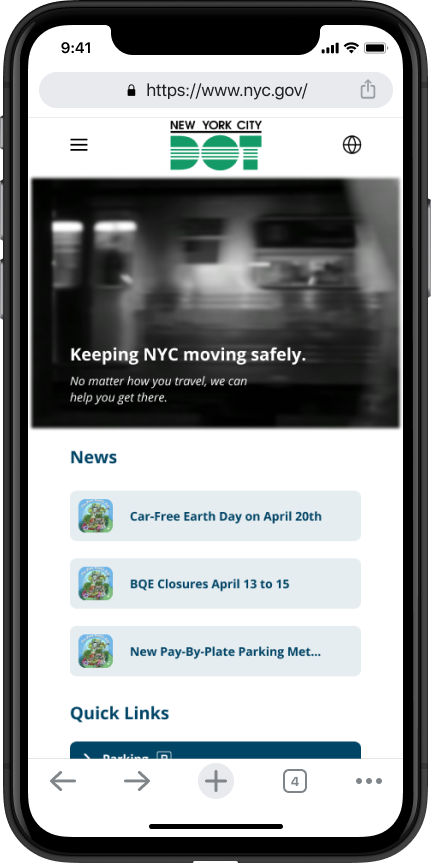 9:41
https://www.nyc.gov/
NEW YORK CITY
DOT
Keeping NYC moving safely.
No matter how you travel, we can
help you get there.
News
Car-Free Earth Day on April 20th
BQE Closures April 13 to 15
New Pay-By-Plate Parking Met...
Quick Links
Parking P
4